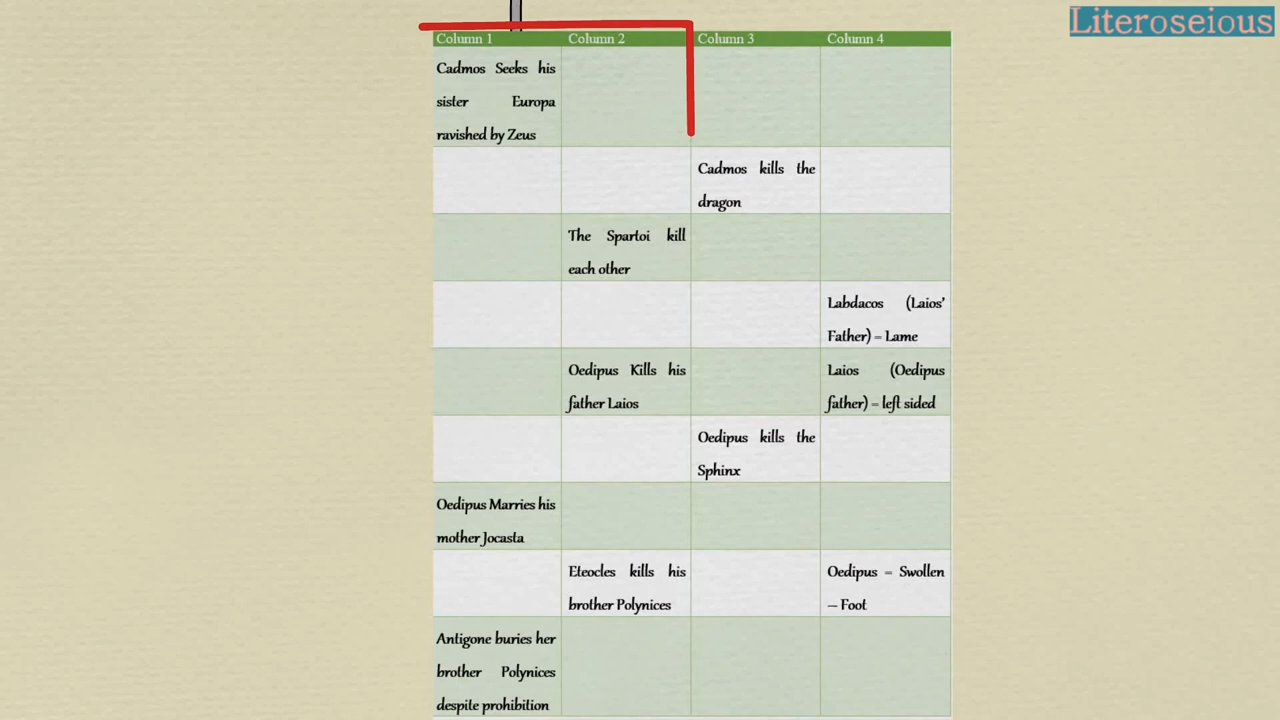 Literoseious
Column 1 Column 2 Column 3 Column 4
Cadmos Seeks his
sister Europa
ravished by Zeus
Cadmos kills the
dragon
The Spartoi kill
each other
Labdacos (Laios'
Father) = Lame
Oedipus Kills his
father Laios
Laios (Oedipus
father) = left sided
Oedipus kills the
Sphinx
Oedipus Marries his
mother Jocasta
Eteocles kills his
brother Polynices
Oedipus = Swollen
– Foot
Antigone buries her
brother Polynices
despite prohibition